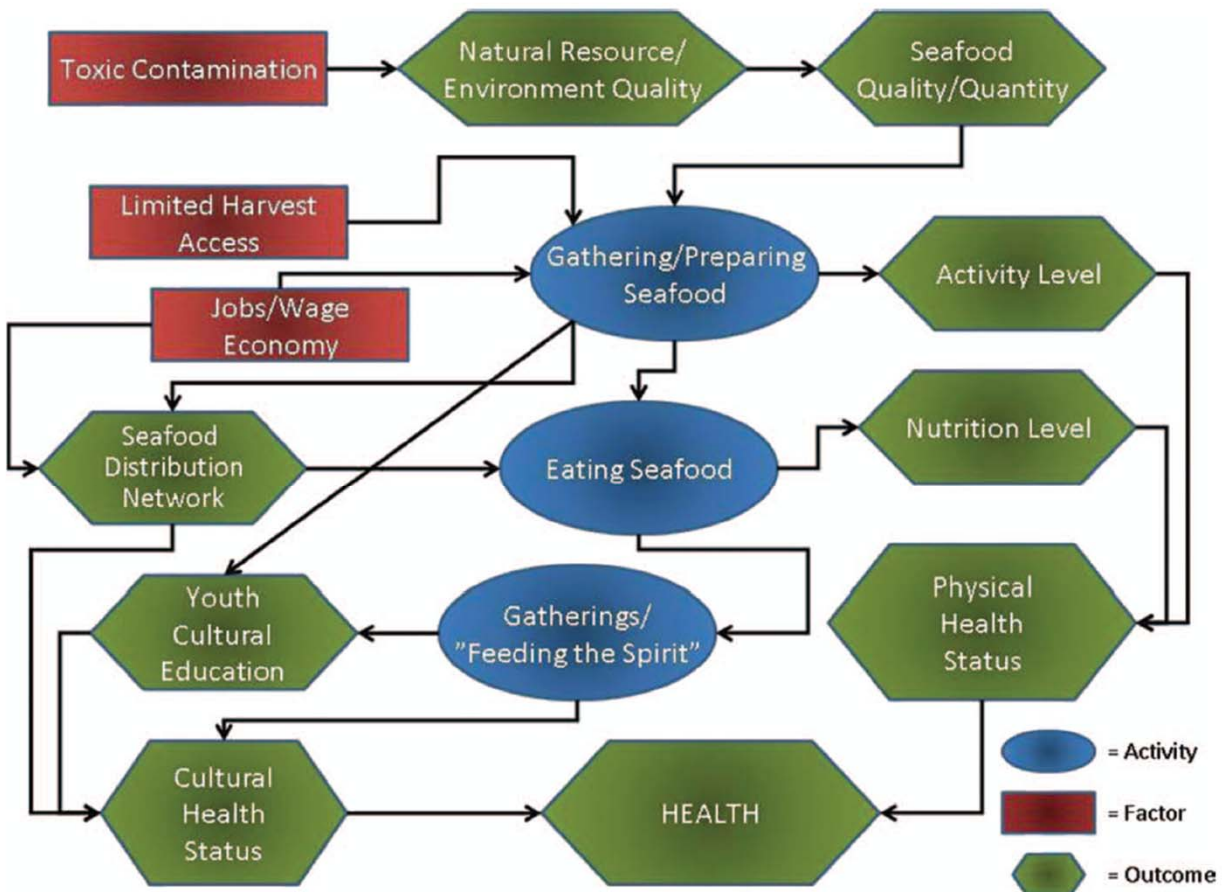 Toxic Contamination
Natural Resource/
Environment Quality
Seafood
Quality/Quantity
Limited Harvest
Access
Gathering/Preparing
Seafood
Activity Level
Jobs/Wage
Economy
Seafood
Distribution
Network
Eating Seafood
Nutrition Level
Youth
Cultural
Education
Gatherings/
"Feeding the Spirit"
Physical
Health
Status
Cultural
Health
Status
HEALTH
= Activity
= Factor
= Outcome